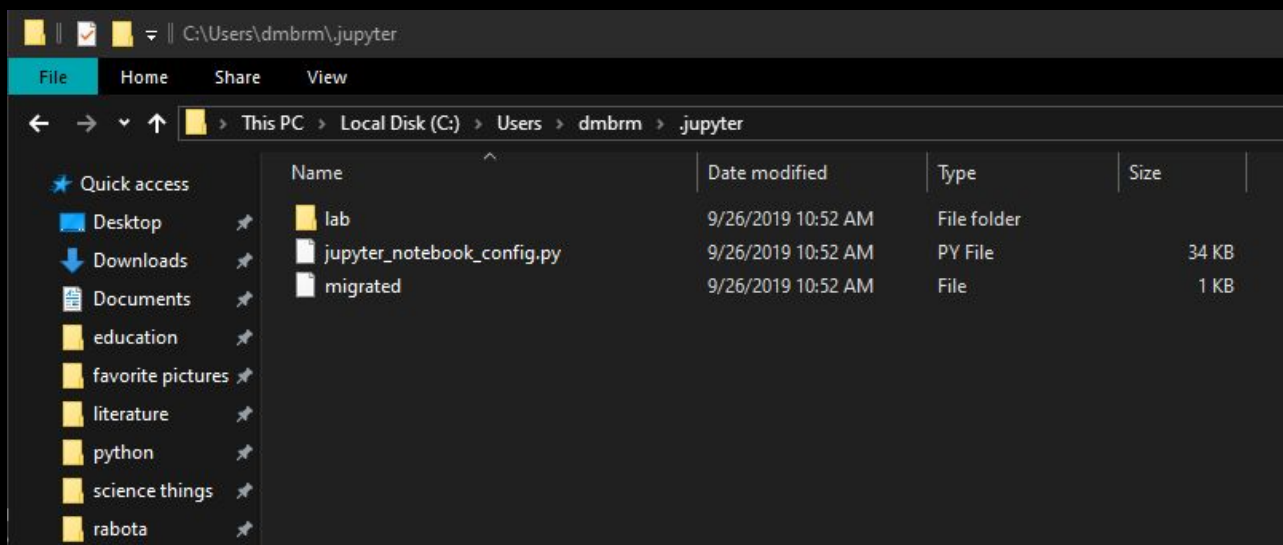 C:\Users\dmbrm\.jupyter
File Home Share View
This PC > Local Disk (C:) > Users > dmbrm > .jupyter
Name Date modified Type Size
Quick access
Desktop
Downloads
Documents
education
favorite pictures
literature
python
science things
rabota
lab 9/26/2019 10:52 AM File folder
jupyter_notebook_config.py 9/26/2019 10:52 AM PY File 34 KB
migrated 9/26/2019 10:52 AM File 1 KB